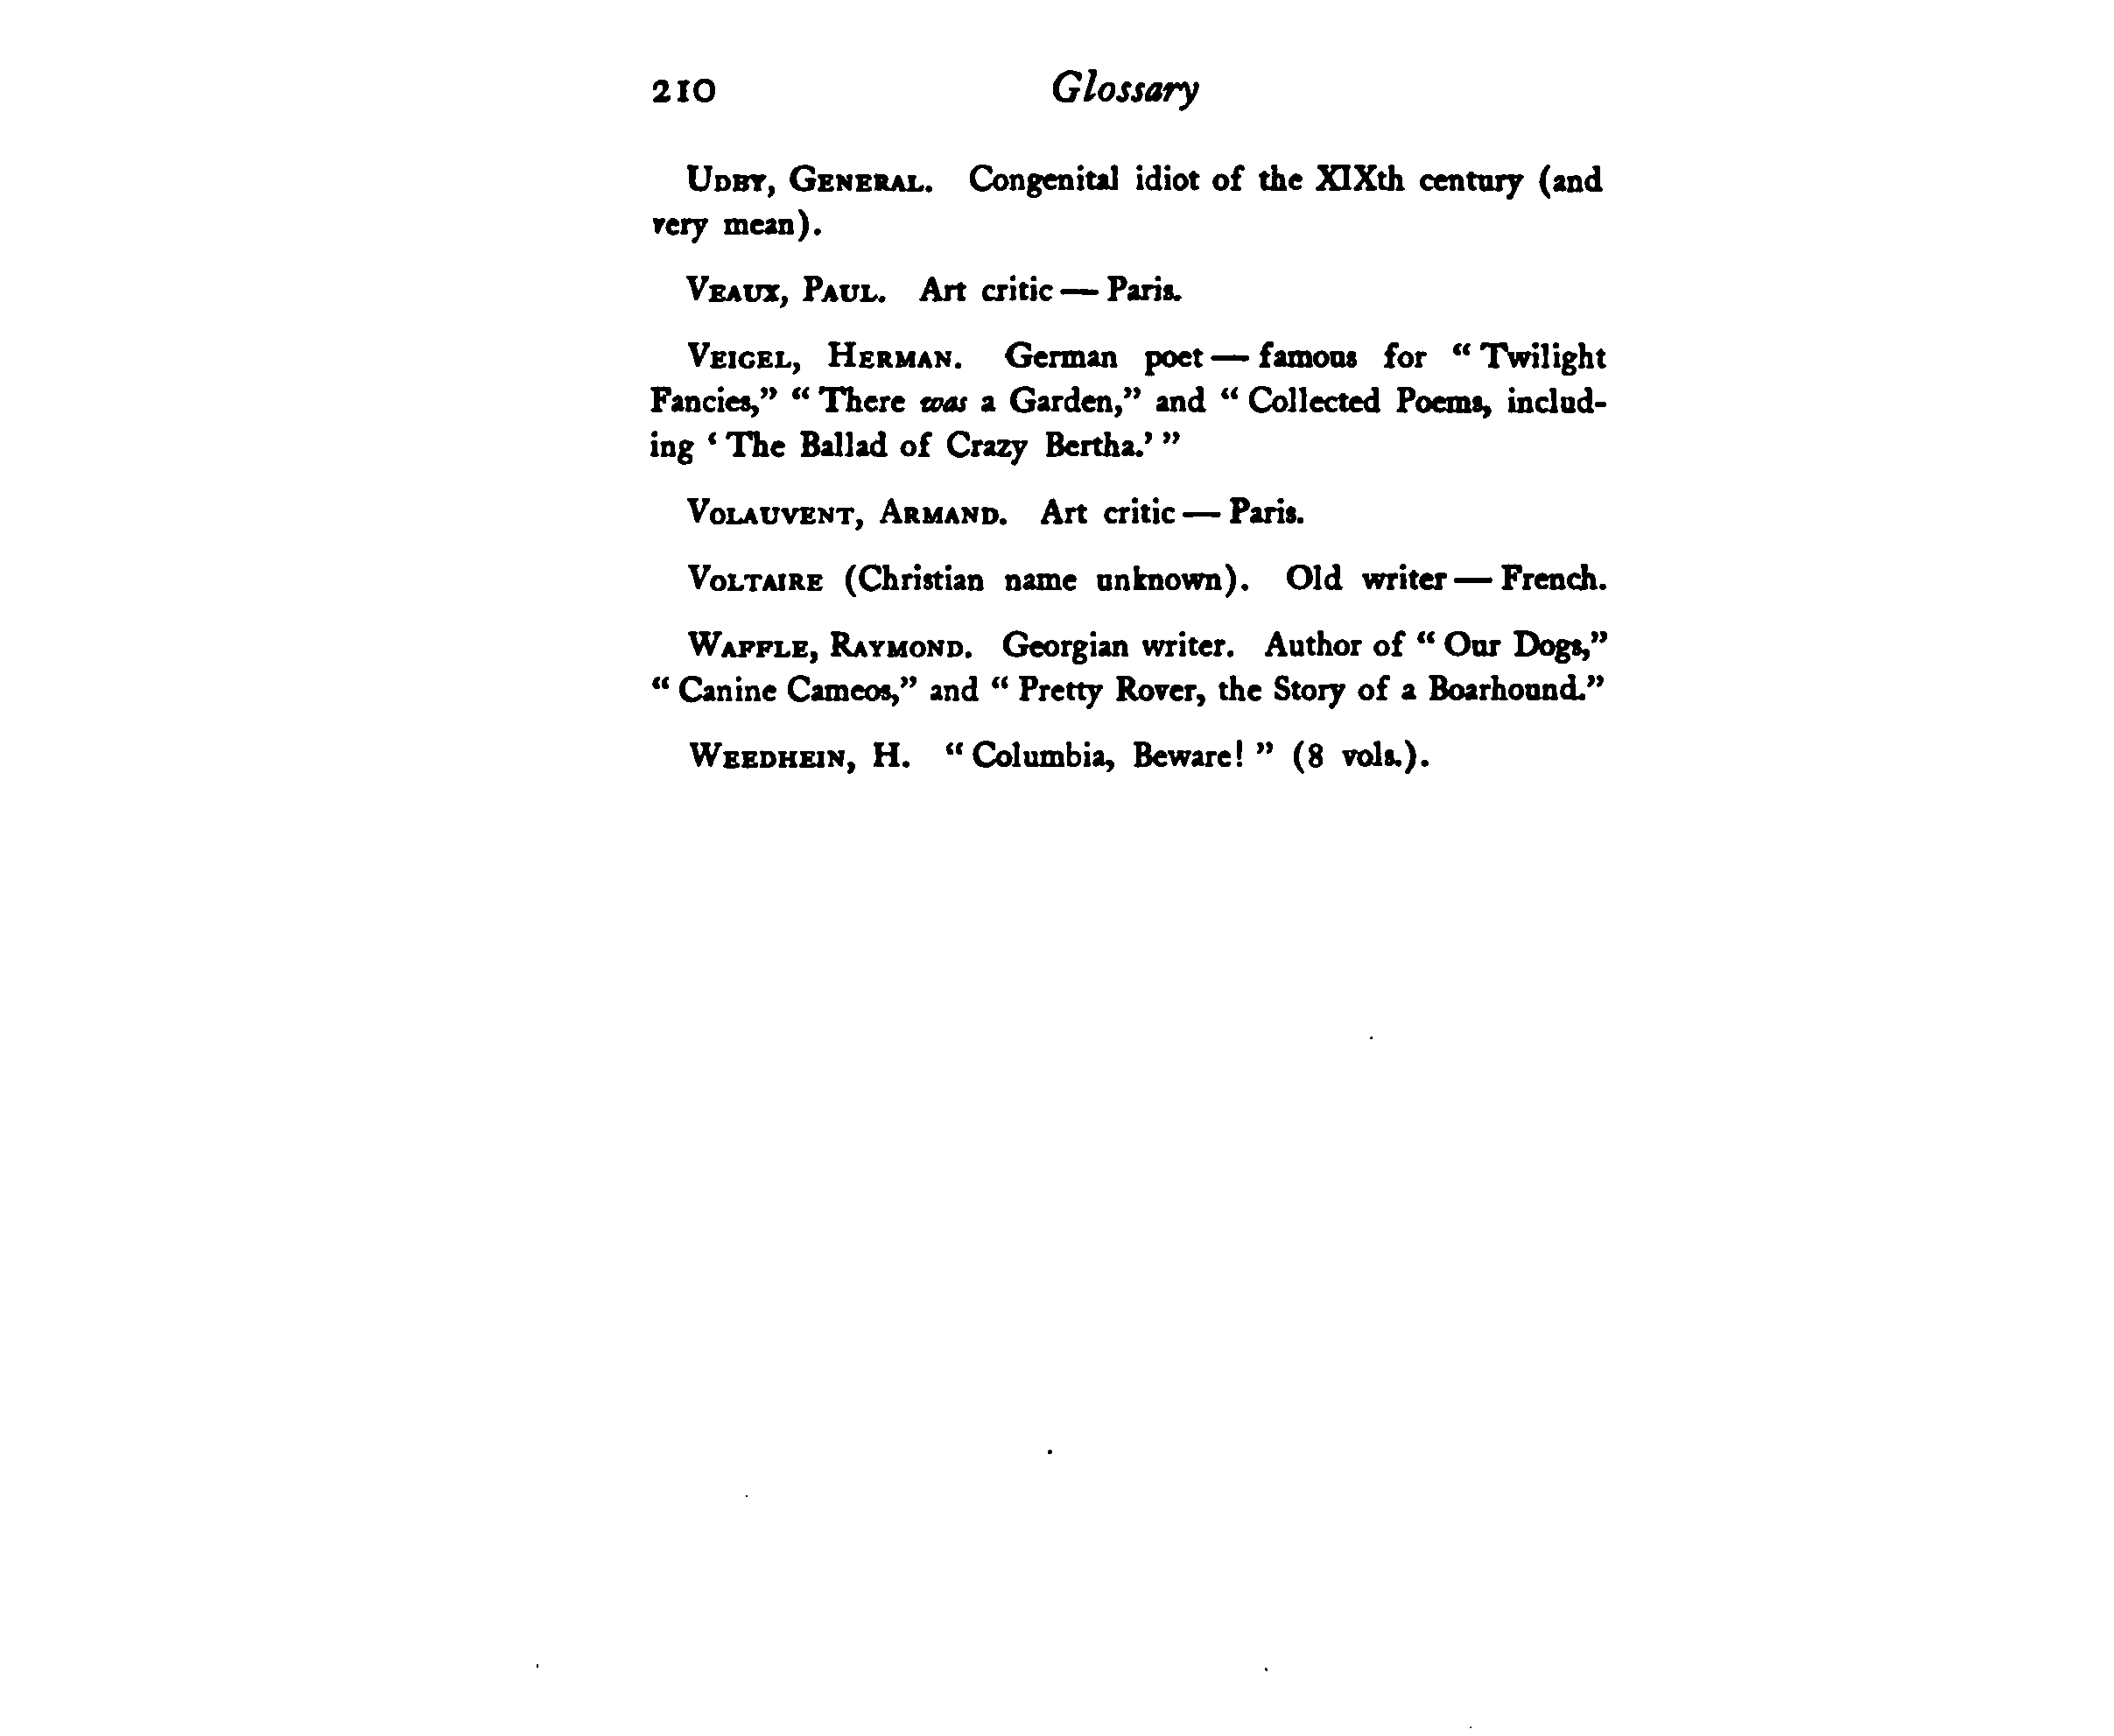 210 Glossary
UDBY, GENERAL. Congenital idiot of the XIXth century (and
very mean).
VEAUX, PAUL. Art critic — Paris.
VEIGEL, HERMAN. German poet — famous for “ Twilight
Fancies,” “ There was a Garden,” and “ Collected Poems, includ-
ing ‘ The Ballad of Crazy Bertha.’ ”
VOLAUVENT, ARMAND. Art critic — Paris.
VOLTAIRE (Christian name unknown). Old writer — French.
WAFFLE, RAYMOND. Georgian writer. Author of “ Our Dogs,”
“ Canine Cameos,” and “ Pretty Rover, the Story of a Boarhound.”
WEEDHEIN, H. “ Columbia, Beware! ” (8 vols.).